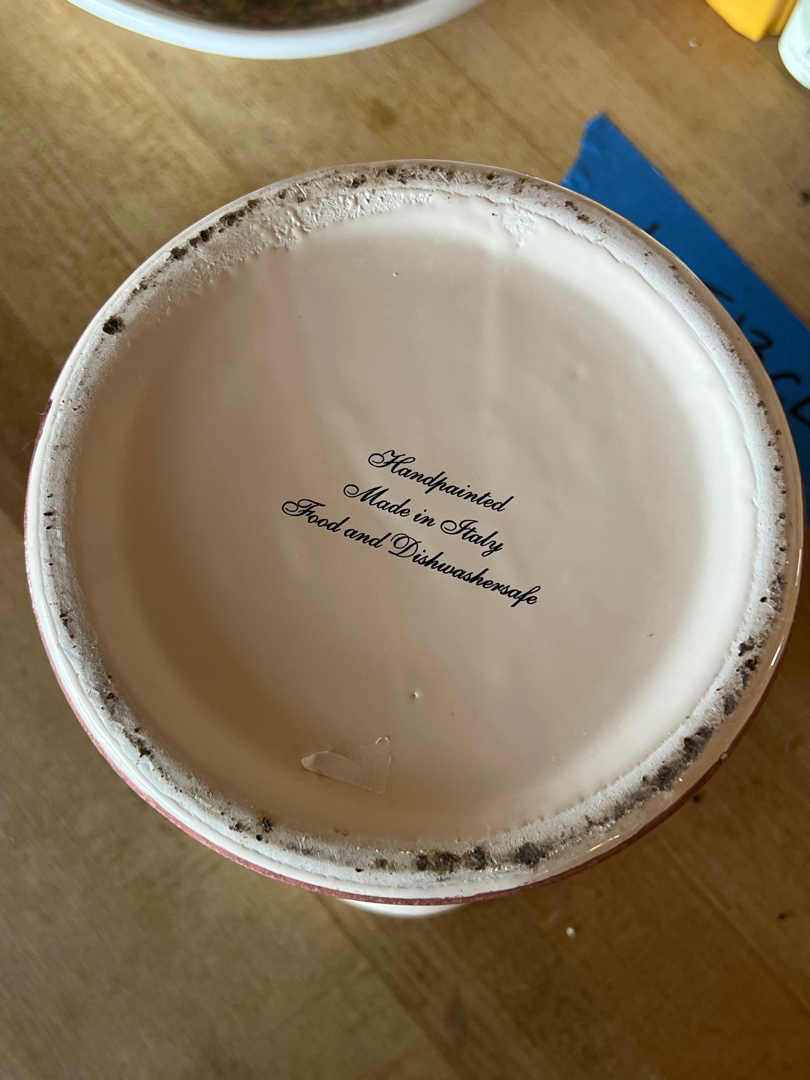 Handpainted
Made in Italy
Food and Dishwashersafe